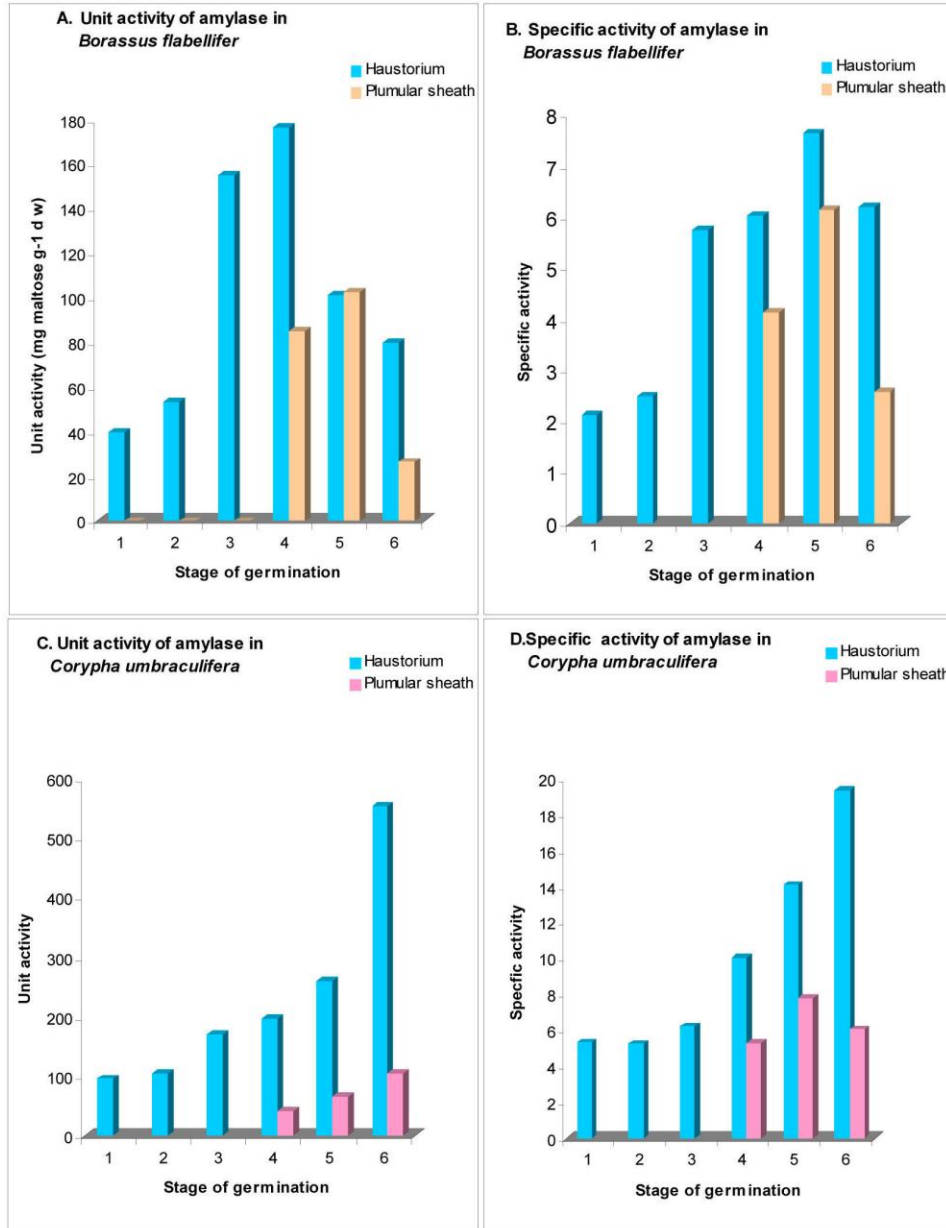 A. Unit activity of amylase in
Borassus flabellifer
Haustorium
Plumular sheath
180
160
140
120
100
80
60
40
20
0
Unit activity (mg maltose g-1 d w)
1 2 3 4 5 6
Stage of germination
B. Specific activity of amylase in
Borassus flabellifer
Haustorium
Plumular sheath
8
7
6
5
4
3
2
1
0
Specific activity
1 2 3 4 5 6
Stage of germination
C. Unit activity of amylase in
Corypha umbraculifera
Haustorium
Plumular sheath
600
500
400
300
200
100
0
Unit activity
1 2 3 4 5 6
Stage of germination
D.Specific activity of amylase in
Corypha umbraculifera
Haustorium
Plumular sheath
20
18
16
14
12
10
8
6
4
2
0
Specfic activity
1 2 3 4 5 6
Stage of germination